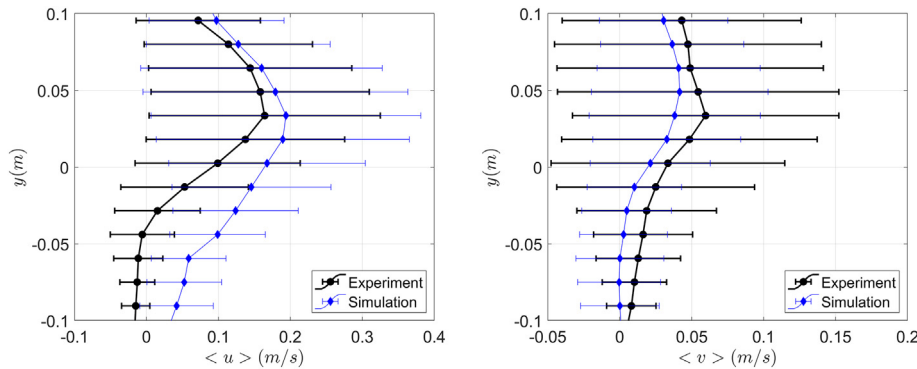 0.1
0.05
0
-0.05
-0.1
y(m)
-0.1 0 0.1 0.2 0.3 0.4
< u > (m/s)
Experiment
Simulation
0.1
0.05
0
-0.05
-0.1
y(m)
-0.05 0 0.05 0.1 0.15 0.2
< v > (m/s)
Experiment
Simulation